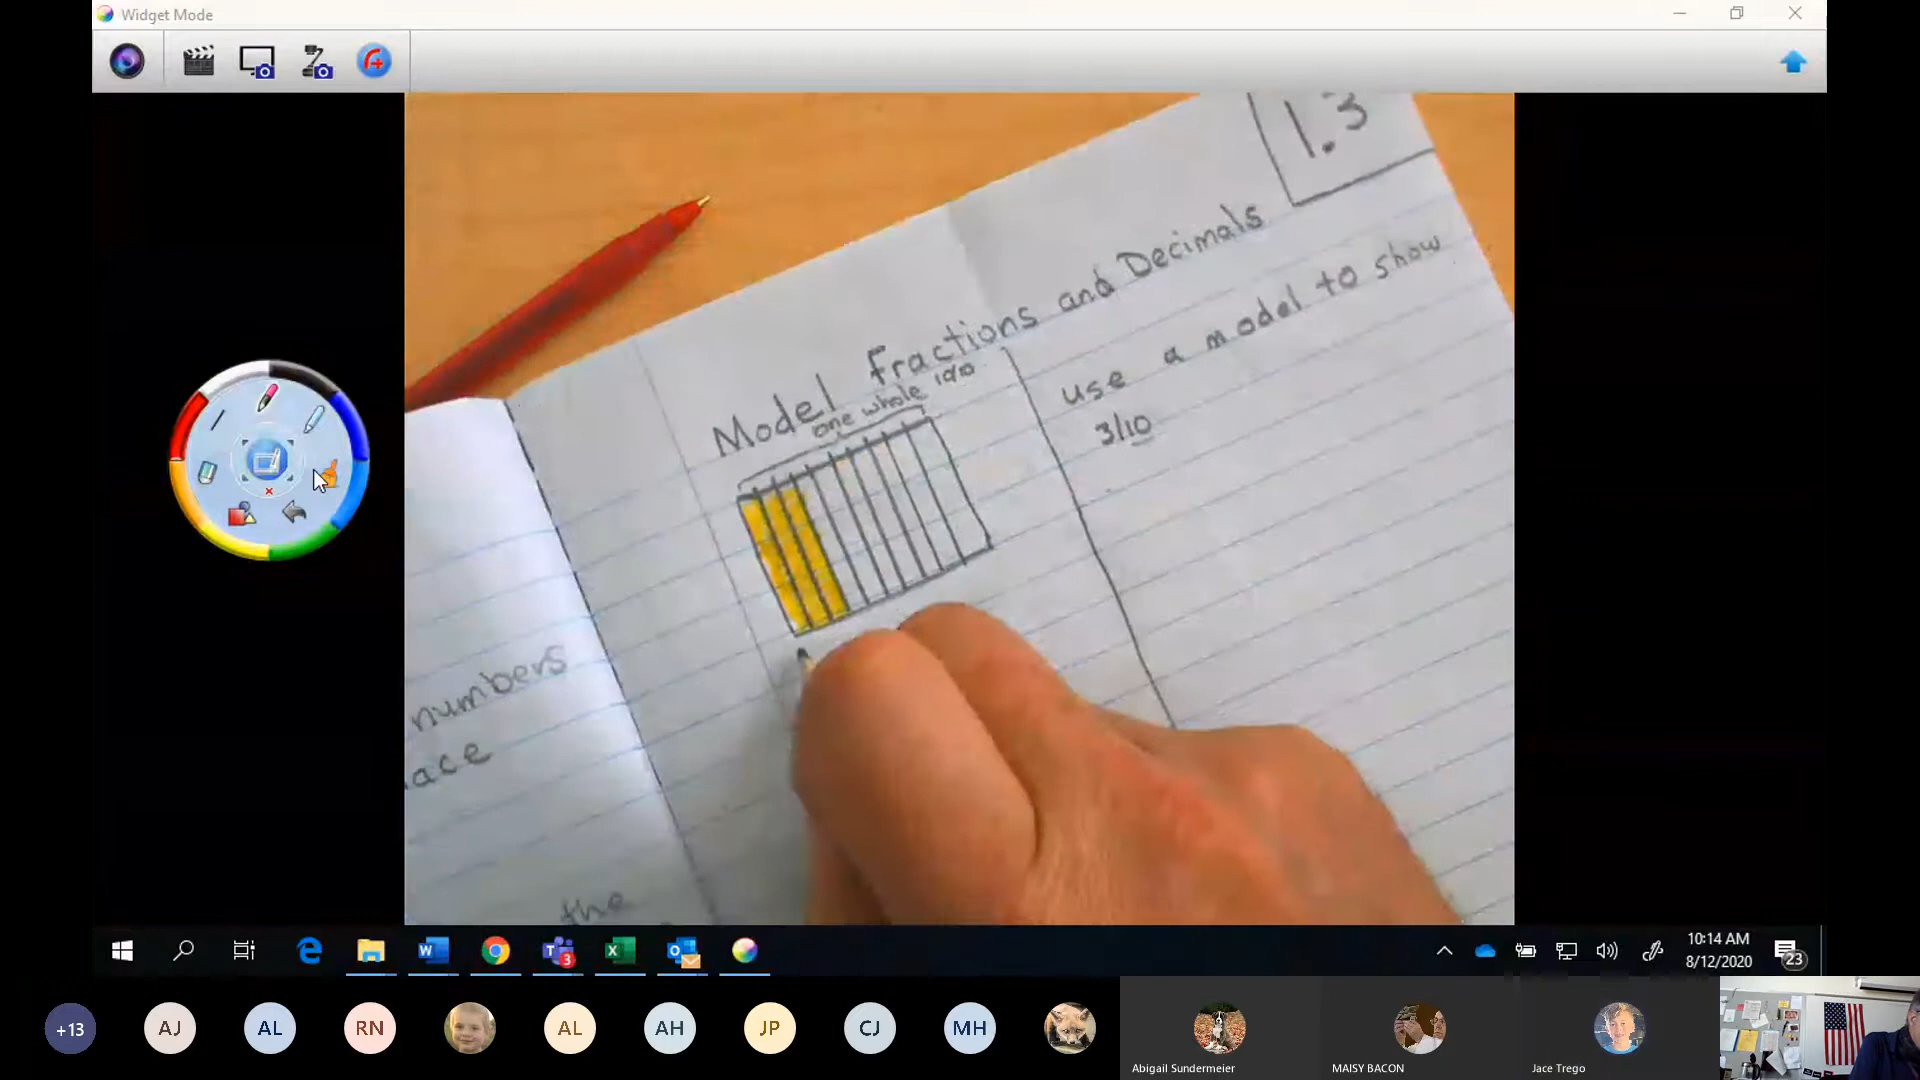 Widget Mode
1.3
Model Fractions and Decimals
one whole
use a model to show
3/10
numbers
ace
the
10:14 AM
8/12/2020
3
23
+13
AJ
AL
RN
AL
AH
JP
CJ
MH
Abigail Sundermeier
MAISY BACON
Jace Trego